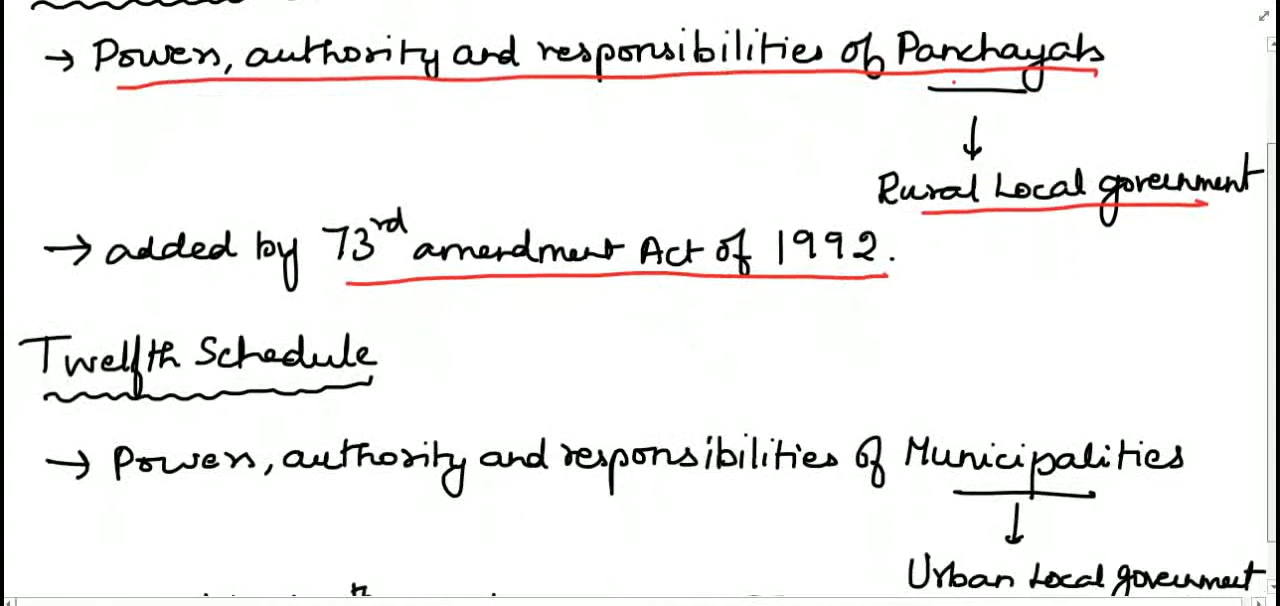 → Powers, authority and responsibilities of Panchayats
↓
Rural Local government
→ added by 73rd amendment Act of 1992.
Twelfth Schedule
→ Powers, authority and responsibilities of Municipalities
↓
Urban Local government